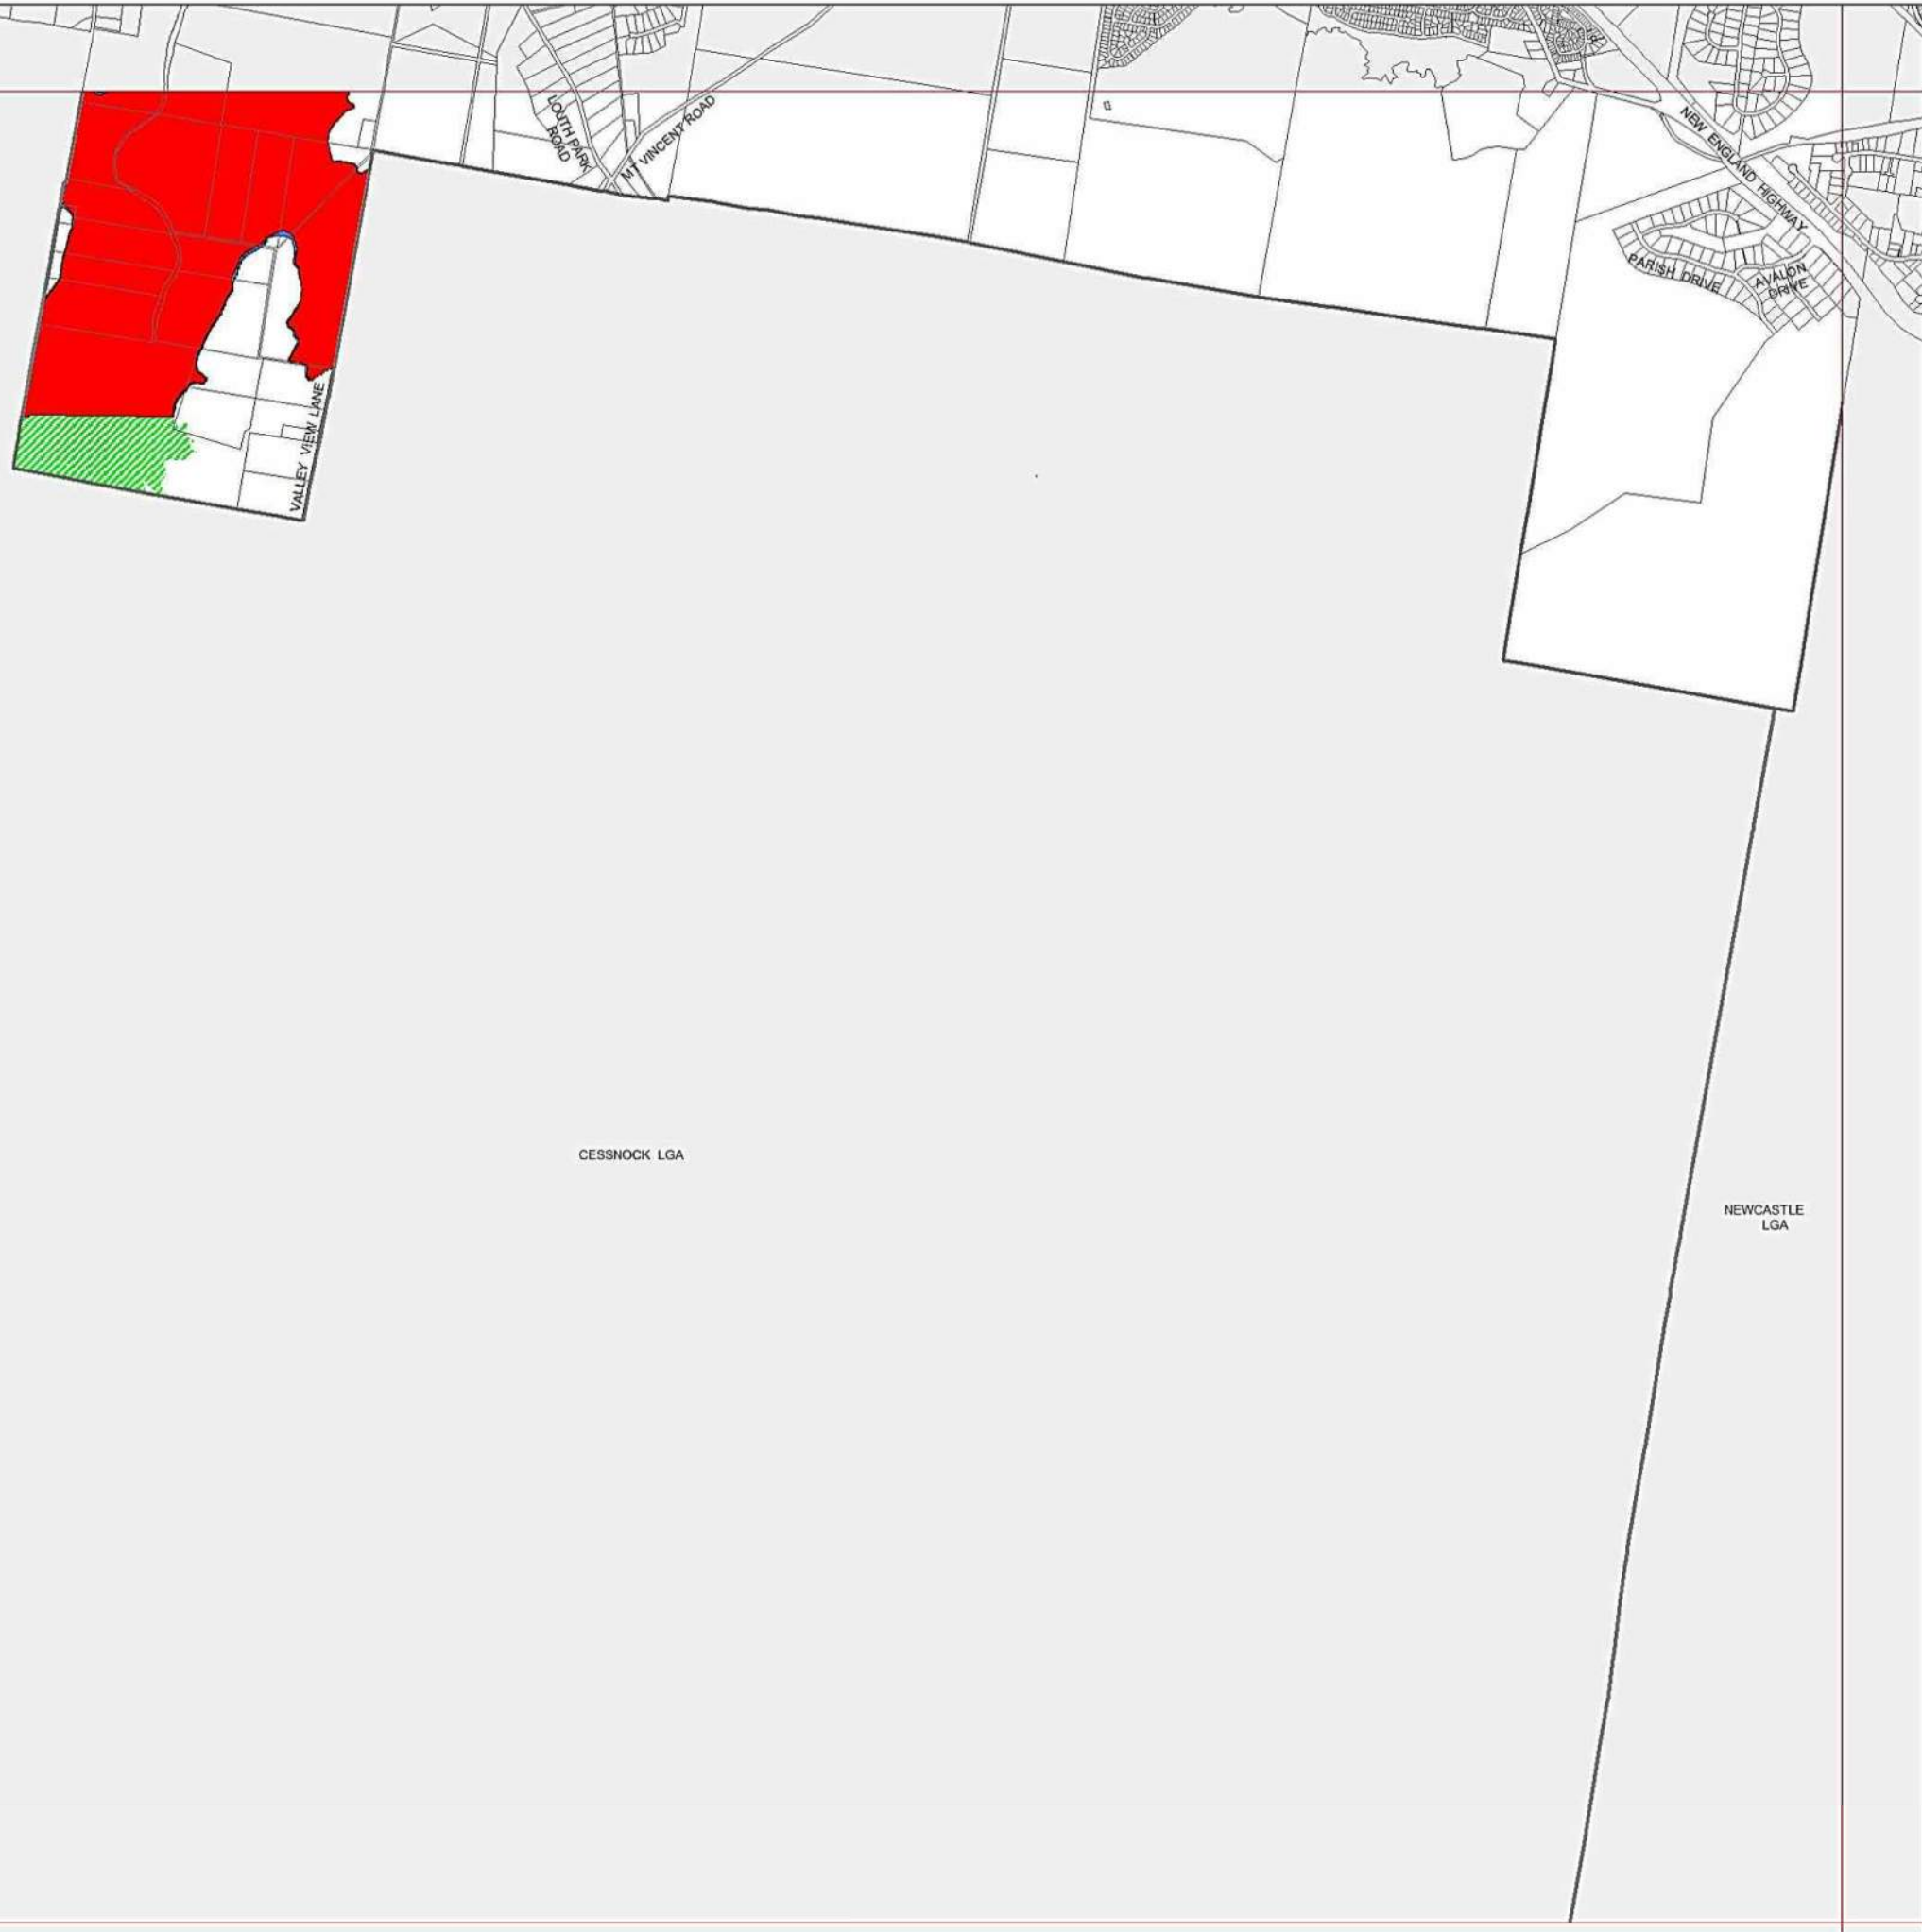 LOUTH PARK
ROAD
MT VINCENT ROAD
NEW ENGLAND HIGHWAY
PARISH DRIVE
AVALON
DRIVE
VALLEY VIEW LANE
CESSNOCK LGA
NEWCASTLE
LGA